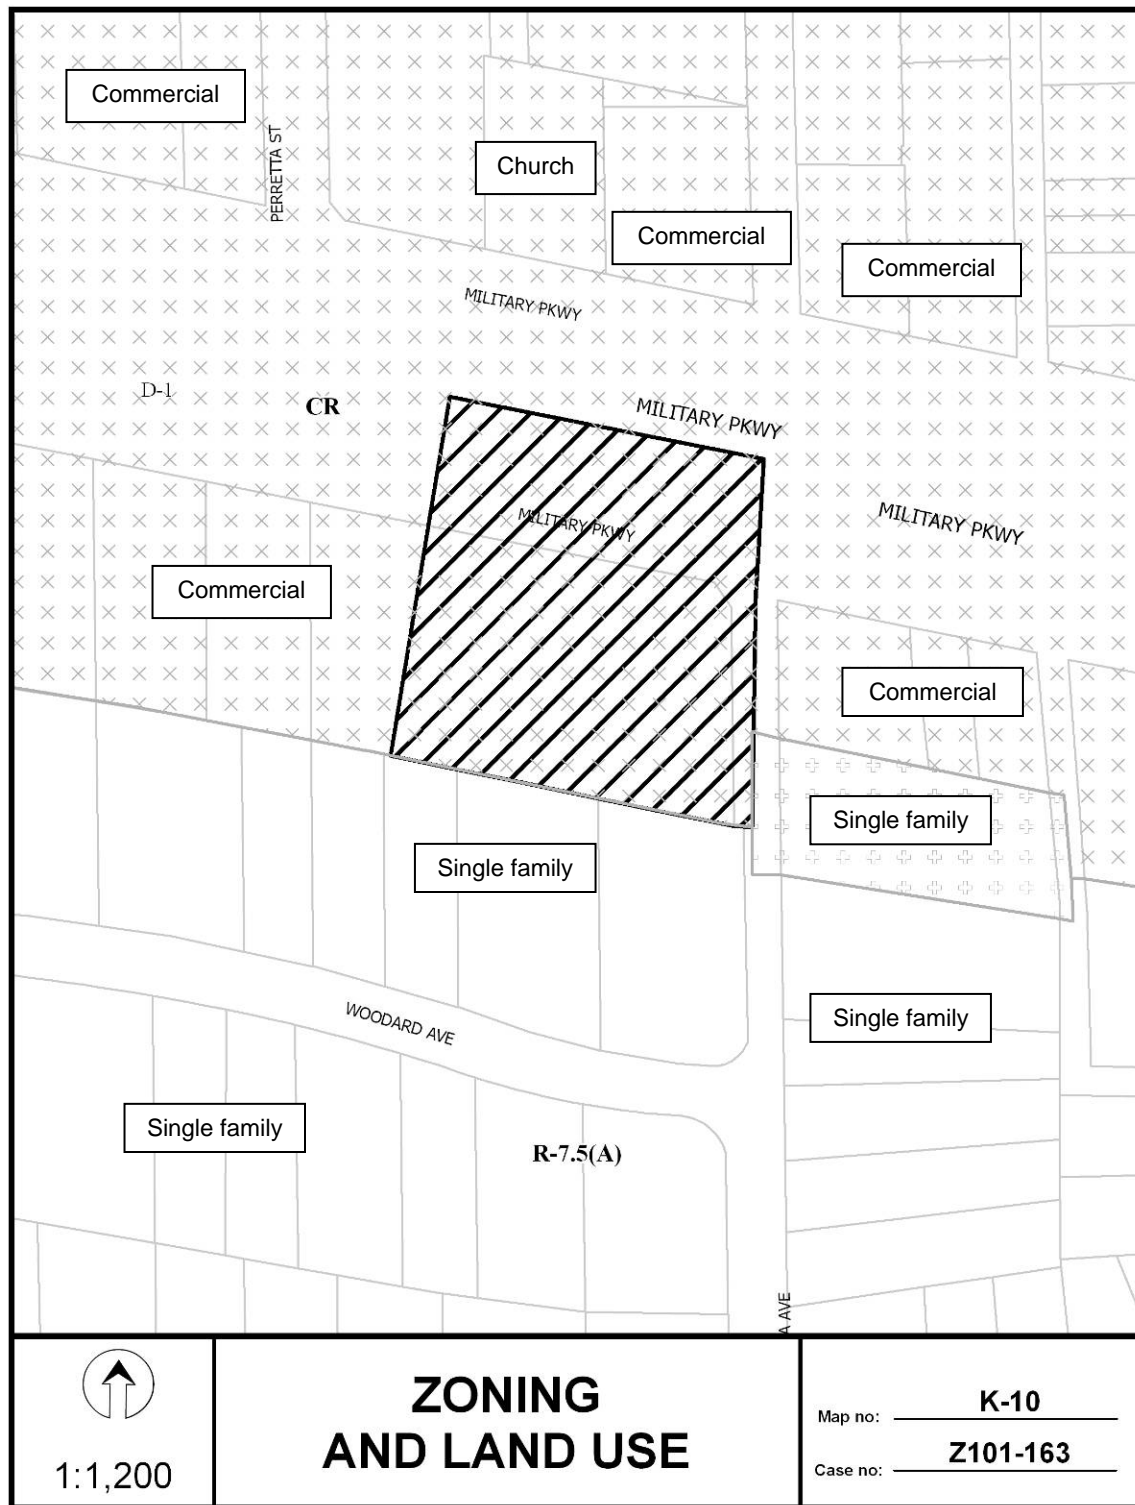 Commercial
PERRETTA ST
Church
Commercial
Commercial
MILITARY PKWY
D-1
CR
MILITARY PKWY
MILITARY PKWY
MILITARY PKWY
Commercial
Commercial
Single family
Single family
WOODARD AVE
Single family
Single family
R-7.5(A)
A AVE
1:1,200
ZONING
AND LAND USE
Map no: K-10
Case no: Z101-163